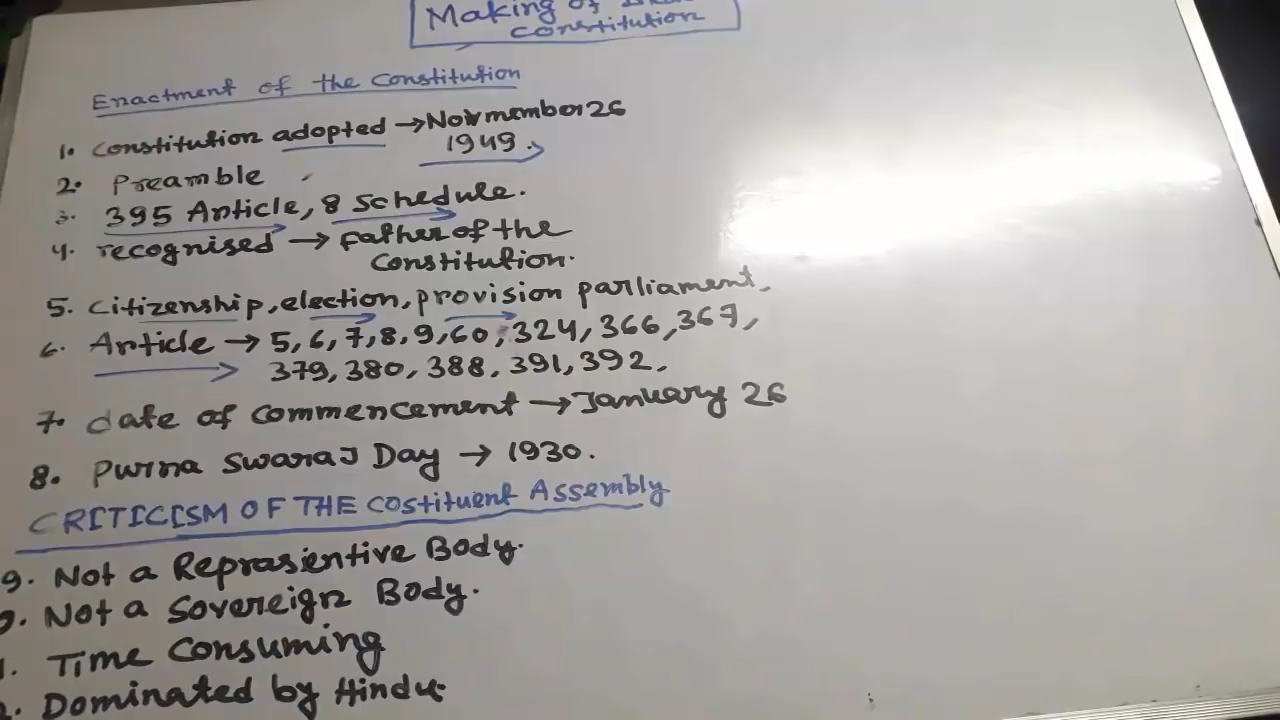 Making of
Constitution
Enactment of the Constitution
1. Constitution adopted → Novmember 26
1949.
2. Preamble
3. 395 Article, 8 Schedule.
4. recognised → Father of the
Constitution.
5. Citizenship, election, provision parliament,
6. Article → 5, 6, 7, 8, 9, 60, 324, 366, 367,
379, 380, 388, 391, 392,
7. date of commencement → January 26
8. Purna Swaraj Day → 1930.
CRITICISM OF THE Costituent Assembly
9. Not a Reprasientive Body.
0. Not a Sovereign Body.
1. Time Consuming
2. Dominated by Hindu